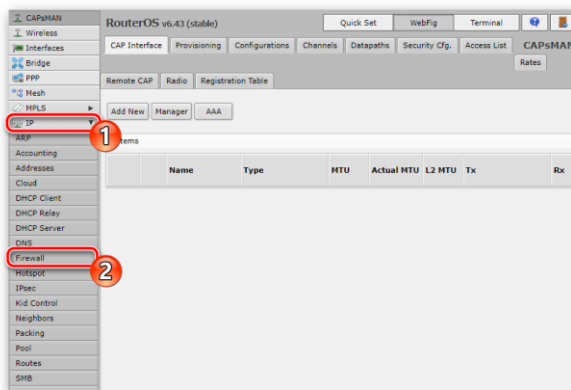 CAPsMAN
Wireless
Interfaces
Bridge
PPP
Mesh
MPLS
IP
ARP
Accounting
Addresses
Cloud
DHCP Client
DHCP Relay
DHCP Server
DNS
Firewall
Hotspot
IPsec
Kid Control
Neighbors
Packing
Pool
Routes
SMB
1
2
RouterOS v6.43 (stable)
Quick Set WebFig Terminal
CAP Interface Provisioning Configurations Channels Datapaths Security Cfg. Access List CAPsMAN
Rates
Remote CAP Radio Registration Table
Add New Manager AAA
tems
Name Type MTU Actual MTU L2 MTU Tx Rx